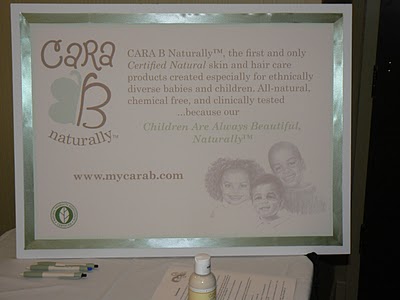 CARA
B
naturally™
CARA B Naturally™, the first and only
Certified Natural skin and hair care
products created especially for ethnically
diverse babies and children. All-natural,
chemical free, and clinically tested
...because our
Children Are Always Beautiful,
Naturally™
www.mycarab.com